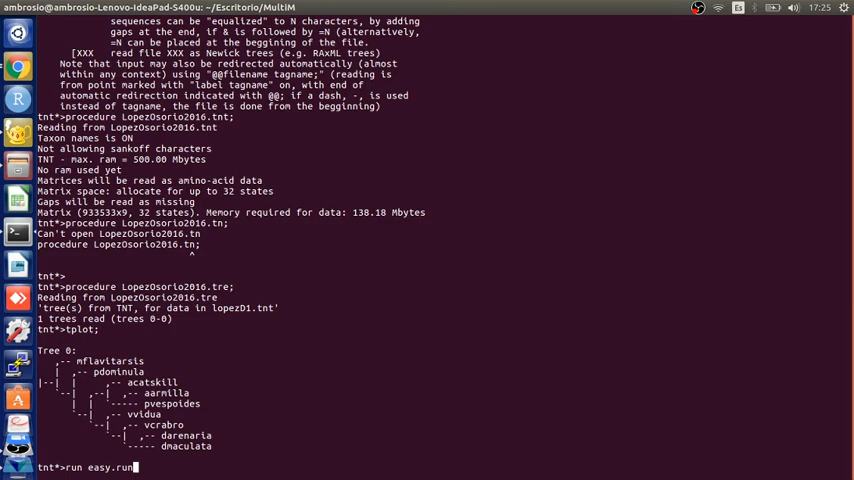 ambrosio@ambrosio-Lenovo-IdeaPad-S400u: ~/Escritorio/MultiM
Es
17:25
sequences can be "equalized" to N characters, by adding
gaps at the end, if & is followed by =N (alternatively,
=N can be placed at the beggining of the file.
[XXX   read file XXX as Newick trees (e.g. RAxML trees)
Note that input may also be redirected automatically (almost
within any context) using "@@filename tagname;" (reading is
from point marked with "label tagname" on, with end of
automatic redirection indicated with @@; if a dash, -, is used
instead of tagname, the file is done from the begginning)
tnt*>procedure LopezOsorio2016.tnt;
Reading from LopezOsorio2016.tnt
Taxon names is ON
Not allowing sankoff characters
TNT - max. ram = 500.00 Mbytes
No ram used yet
Matrices will be read as amino-acid data
Matrix space: allocate for up to 32 states
Gaps will be read as missing
Matrix (933533x9, 32 states). Memory required for data: 138.18 Mbytes
tnt*>procedure LopezOsorio2016.tn;
Can't open LopezOsorio2016.tn
procedure LopezOsorio2016.tn;
^
tnt*>
tnt*>procedure LopezOsorio2016.tre;
Reading from LopezOsorio2016.tre
'tree(s) from TNT, for data in lopezD1.tnt'
1 trees read (trees 0-0)
tnt*>tplot;
Tree 0:
,-- mflavitarsis
|  ,-- pdominula
|--|  |     ,-- acatskill
`--|  ,--|  ,-- aarmilla
|  |  `----- pvespoides
`--|  ,-- vvidua
`--|  ,-- vcrabro
`--|  ,-- darenaria
`----- dmaculata
tnt*>run easy.run